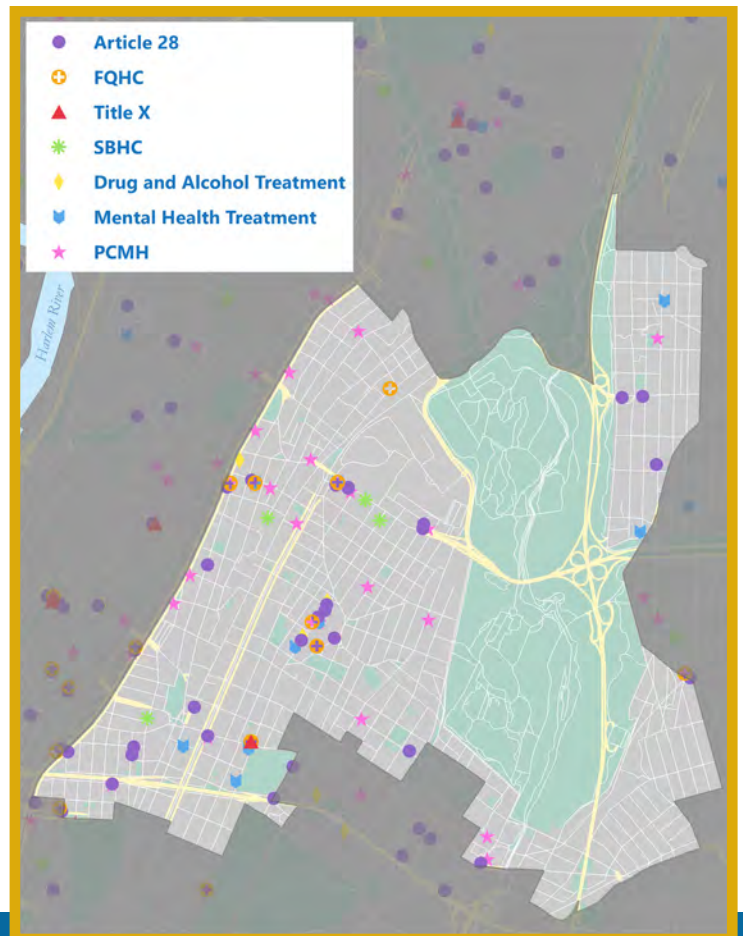 Article 28
FQHC
Title X
SBHC
Drug and Alcohol Treatment
Mental Health Treatment
PCMH
Harlem River